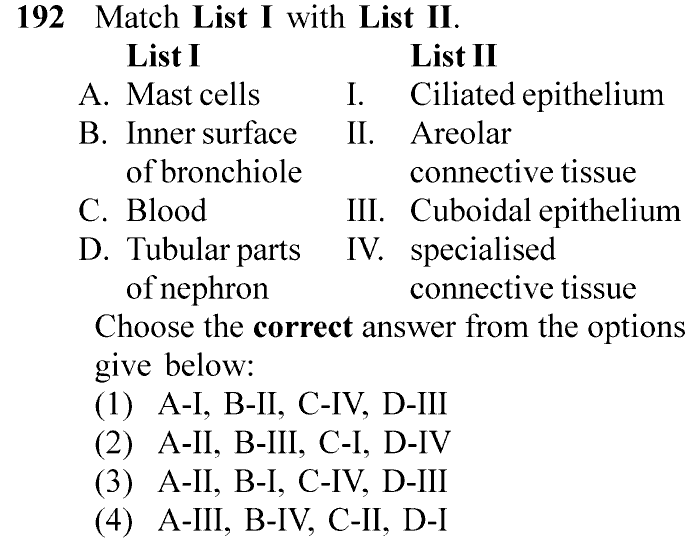 192 Match List I with List II.
List I List II
A. Mast cells I. Ciliated epithelium
B. Inner surface II. Areolar
of bronchiole connective tissue
C. Blood III. Cuboidal epithelium
D. Tubular parts IV. specialised
of nephron connective tissue
Choose the correct answer from the options
give below:
(1) A-I, B-II, C-IV, D-III
(2) A-II, B-III, C-I, D-IV
(3) A-II, B-I, C-IV, D-III
(4) A-III, B-IV, C-II, D-I